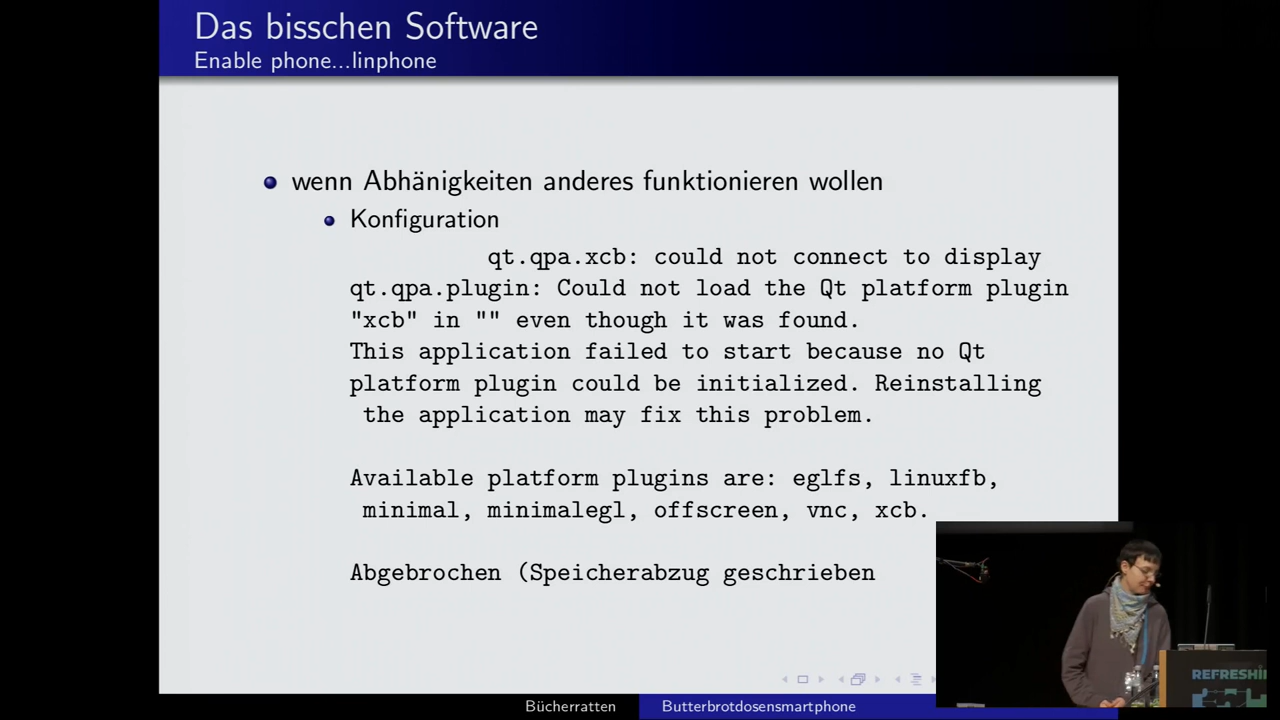 Das bisschen Software
Enable phone...linphone
wenn Abhänigkeiten anderes funktionieren wollen
Konfiguration
qt.qpa.xcb: could not connect to display
qt.qpa.plugin: Could not load the Qt platform plugin
"xcb" in "" even though it was found.
This application failed to start because no Qt
platform plugin could be initialized. Reinstalling
the application may fix this problem.
Available platform plugins are: eglfs, linuxfb,
minimal, minimalegl, offscreen, vnc, xcb.
Abgebrochen (Speicherabzug geschrieben
REFRESHI
Bücherratten Butterbrotdosensmartphone